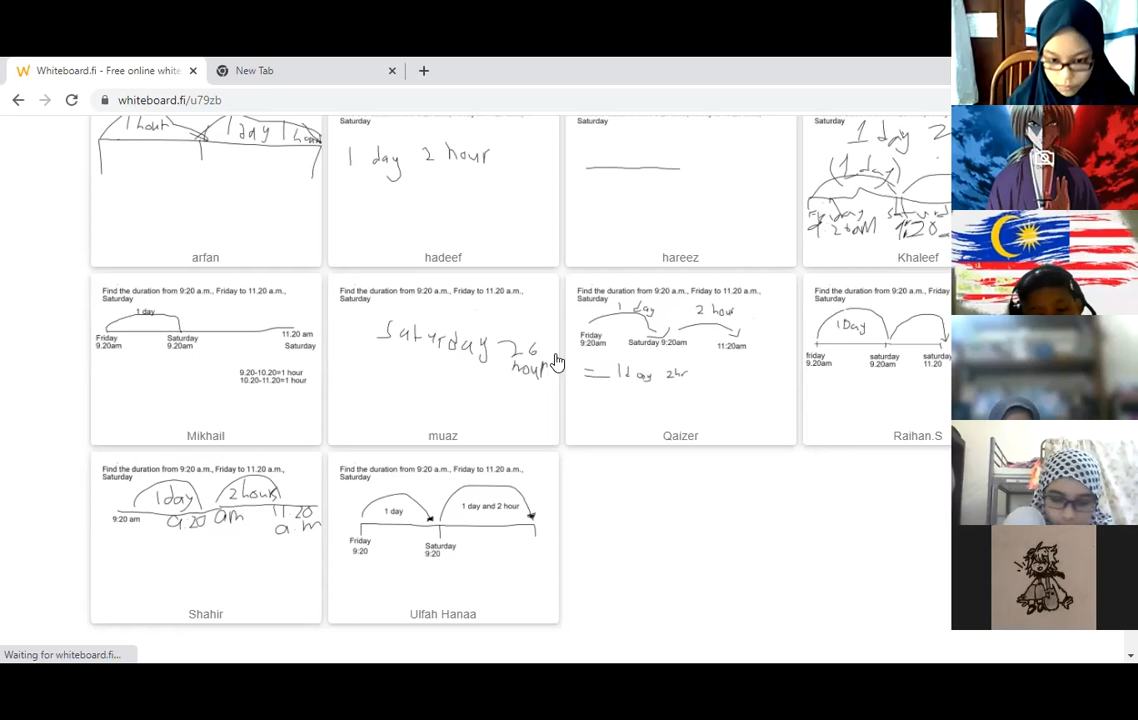 Whiteboard.fi - Free online white
New Tab
whiteboard.fi/u79zb
1 hour
1 day 1 hour
arfan
Saturday
1 day 2 hour
hadeef
Saturday
hareez
Saturday
1 day 2
(1 day)
Friday
Khaleef
Find the duration from 9:20 a.m., Friday to 11.20 a.m.,
Saturday
1 day
Friday
9.20am
Saturday
9.20am
11.20 am
Saturday
9.20-10.20=1 hour
10.20-11.20=1 hour
Mikhail
Find the duration from 9:20 a.m., Friday to 11.20 a.m.,
Saturday
Saturday 26
hour
muaz
Find the duration from 9:20 a.m., Friday to 11.20 a.m.,
Saturday
1 day
2 hour
Friday
9:20am
Saturday 9:20am
11:20am
= 1 day 2hr
Qaizer
Find the duration from 9:20 a.m., Friday to
Saturday
1Day
friday
9.20am
saturday
9.20am
saturday
11.20
Raihan.S
Find the duration from 9:20 a.m., Friday to 11.20 a.m.,
Saturday
1day
2 hours
9:20 am
9.20 am
11.20
a.m
Shahir
Find the duration from 9:20 a.m., Friday to 11.20 a.m.,
Saturday
1 day
1 day and 2 hour
Friday
9:20
Saturday
9:20
Ulfah Hanaa
Waiting for whiteboard.fi...